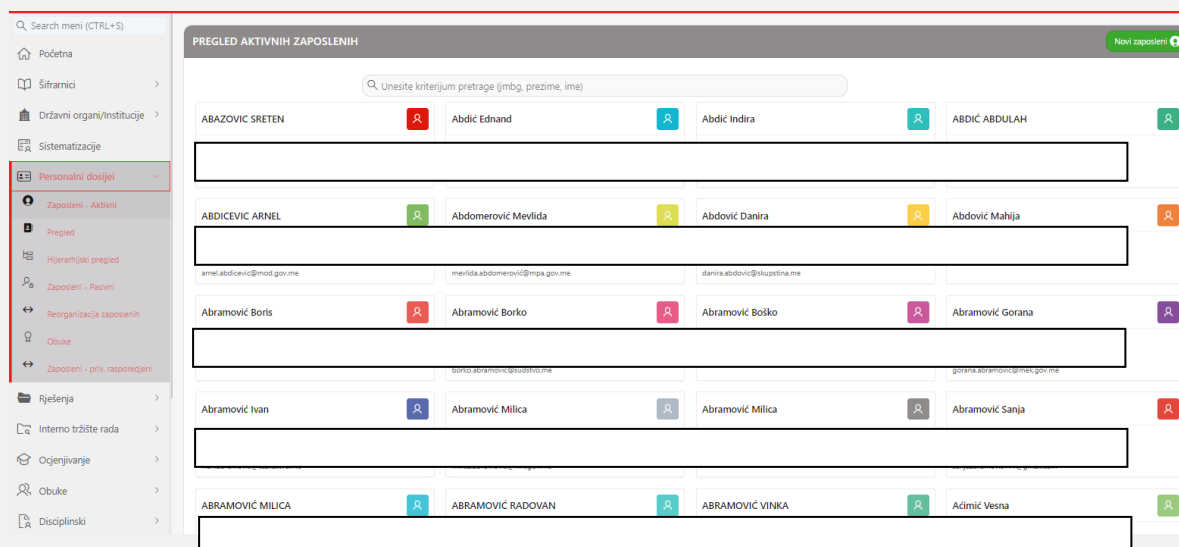 Search meni (CTRL+S)
Početna
Šifrarnici
Državni organi/Institucije
Sistematizacije
Personalni dosijei
Zaposleni - Aktivni
Pregled
Hijerarhijski pregled
Zaposleni - Pasivni
Reorganizacija zaposlenih
Obuke
Zaposleni - priv. rasporedjeni
Rješenja
Interno tržište rada
Ocjenjivanje
Obuke
Disciplinski
PREGLED AKTIVNIH ZAPOSLENIH
Novi zaposleni
Unesite kriterijum pretrage (jmbg, prezime, ime)
ABAZOVIC SRETEN
Abdić Ednand
Abdić Indira
ABDIĆ ABDULAH
ABDICEVIC ARNEL
Abdomerović Mevlida
Abdović Danira
Abdović Mahija
arnel.abdicevic@mod.gov.me
mevlida.abdomerović@mpa.gov.me
danira.abdovic@skupstina.me
Abramović Boris
Abramović Borko
Abramović Boško
Abramović Gorana
borko.abramovic@sudstvo.me
gorana.abramovic@mek.gov.me
Abramović Ivan
Abramović Milica
Abramović Milica
Abramović Sanja
ABRAMOVIĆ MILICA
ABRAMOVIĆ RADOVAN
ABRAMOVIĆ VINKA
Aćimić Vesna